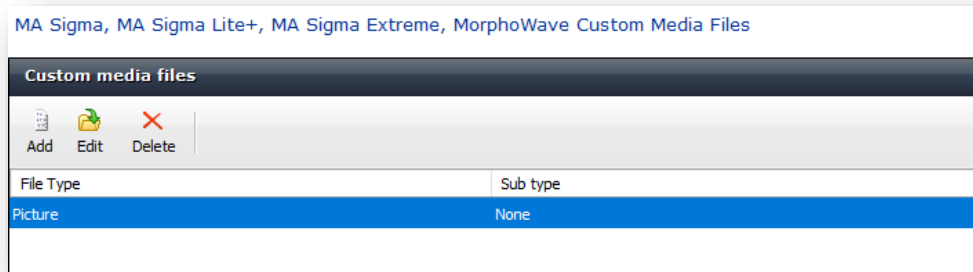 MA Sigma, MA Sigma Lite+, MA Sigma Extreme, MorphoWave Custom Media Files
Custom media files
Add Edit Delete
File Type Sub type
Picture None